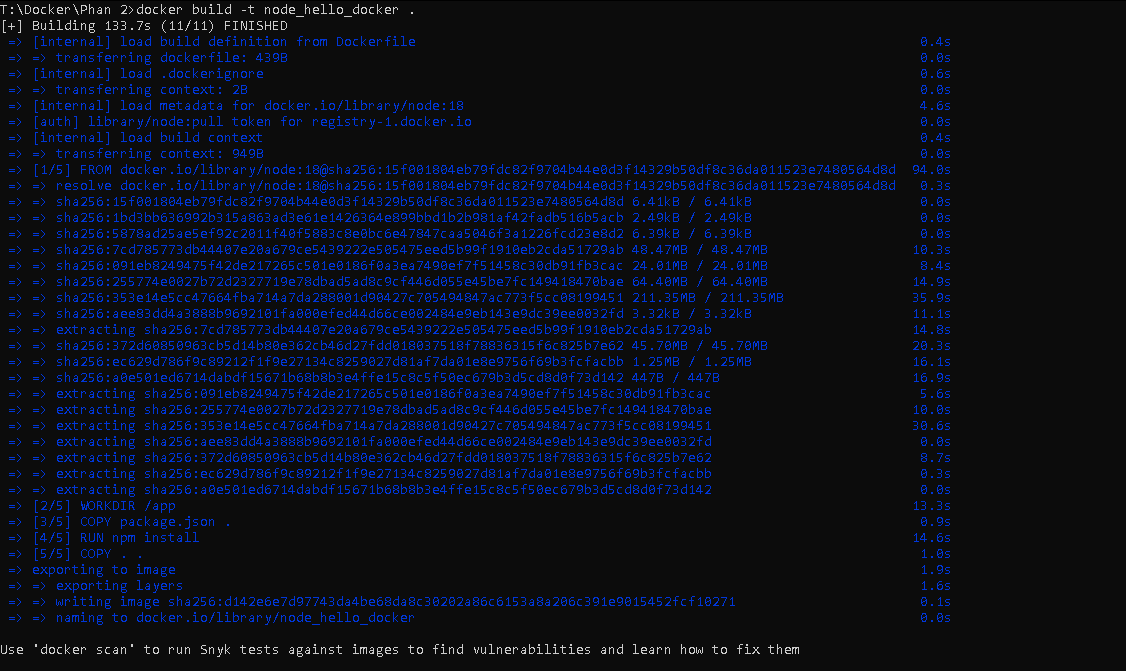 T:\Docker\Phan 2>docker build -t node_hello_docker .
[+] Building 133.7s (11/11) FINISHED
=> [internal] load build definition from Dockerfile 0.4s
=> => transferring dockerfile: 439B 0.0s
=> [internal] load .dockerignore 0.6s
=> => transferring context: 2B 0.0s
=> [internal] load metadata for docker.io/library/node:18 4.6s
=> [auth] library/node:pull token for registry-1.docker.io 0.0s
=> [internal] load build context 0.4s
=> => transferring context: 949B 0.0s
=> [1/5] FROM docker.io/library/node:18@sha256:15f001804eb79fdc82f9704b44e0d3f14329b50df8c36da011523e7480564d8d 94.0s
=> => resolve docker.io/library/node:18@sha256:15f001804eb79fdc82f9704b44e0d3f14329b50df8c36da011523e7480564d8d 0.3s
=> => sha256:15f001804eb79fdc82f9704b44e0d3f14329b50df8c36da011523e7480564d8d 6.41kB / 6.41kB 0.0s
=> => sha256:1bd3bb636992b315a863ad3e61e1426364e899bbd1b2b981af42fadb516b5acb 2.49kB / 2.49kB 0.0s
=> => sha256:5878ad25ae5ef92c2011f40f5883c8e0bc6e47847caa5046f3a1226fcd23e8d2 6.39kB / 6.39kB 0.0s
=> => sha256:7cd785773db44407e20a679ce5439222e505475eed5b99f1910eb2cda51729ab 48.47MB / 48.47MB 10.3s
=> => sha256:091eb8249475f42de217265c501e0186f0a3ea7490ef7f51458c30db91fb3cac 24.01MB / 24.01MB 8.4s
=> => sha256:255774e0027b72d2327719e78dbad5ad8c9cf446d055e45be7fc149418470bae 64.40MB / 64.40MB 14.9s
=> => sha256:353e14e5cc47664fba714a7da288001d90427c705494847ac773f5cc08199451 211.35MB / 211.35MB 35.9s
=> => sha256:aee83dd4a3888b9692101fa000efed44d66ce002484e9eb143e9dc39ee0032fd 3.32kB / 3.32kB 11.1s
=> => extracting sha256:7cd785773db44407e20a679ce5439222e505475eed5b99f1910eb2cda51729ab 14.8s
=> => sha256:372d60850963cb5d14b80e362cb46d27fdd018037518f78836315f6c825b7e62 45.70MB / 45.70MB 20.3s
=> => sha256:ec629d786f9c89212f1f9e27134c8259027d81af7da01e8e9756f69b3fcfacbb 1.25MB / 1.25MB 16.1s
=> => sha256:a0e501ed6714dabdf15671b68b8b3e4ffe15c8c5f50ec679b3d5cd8d0f73d142 447B / 447B 16.9s
=> => extracting sha256:091eb8249475f42de217265c501e0186f0a3ea7490ef7f51458c30db91fb3cac 5.6s
=> => extracting sha256:255774e0027b72d2327719e78dbad5ad8c9cf446d055e45be7fc149418470bae 10.0s
=> => extracting sha256:353e14e5cc47664fba714a7da288001d90427c705494847ac773f5cc08199451 30.6s
=> => extracting sha256:aee83dd4a3888b9692101fa000efed44d66ce002484e9eb143e9dc39ee0032fd 0.0s
=> => extracting sha256:372d60850963cb5d14b80e362cb46d27fdd018037518f78836315f6c825b7e62 8.7s
=> => extracting sha256:ec629d786f9c89212f1f9e27134c8259027d81af7da01e8e9756f69b3fcfacbb 0.3s
=> => extracting sha256:a0e501ed6714dabdf15671b68b8b3e4ffe15c8c5f50ec679b3d5cd8d0f73d142 0.0s
=> [2/5] WORKDIR /app 13.3s
=> [3/5] COPY package.json . 0.9s
=> [4/5] RUN npm install 14.6s
=> [5/5] COPY . . 1.0s
=> exporting to image 1.9s
=> => exporting layers 1.6s
=> => writing image sha256:d142e6e7d97743da4be68da8c30202a86c6153a8a206c391e9015452fcf10271 0.1s
=> => naming to docker.io/library/node_hello_docker 0.0s
Use 'docker scan' to run Snyk tests against images to find vulnerabilities and learn how to fix them